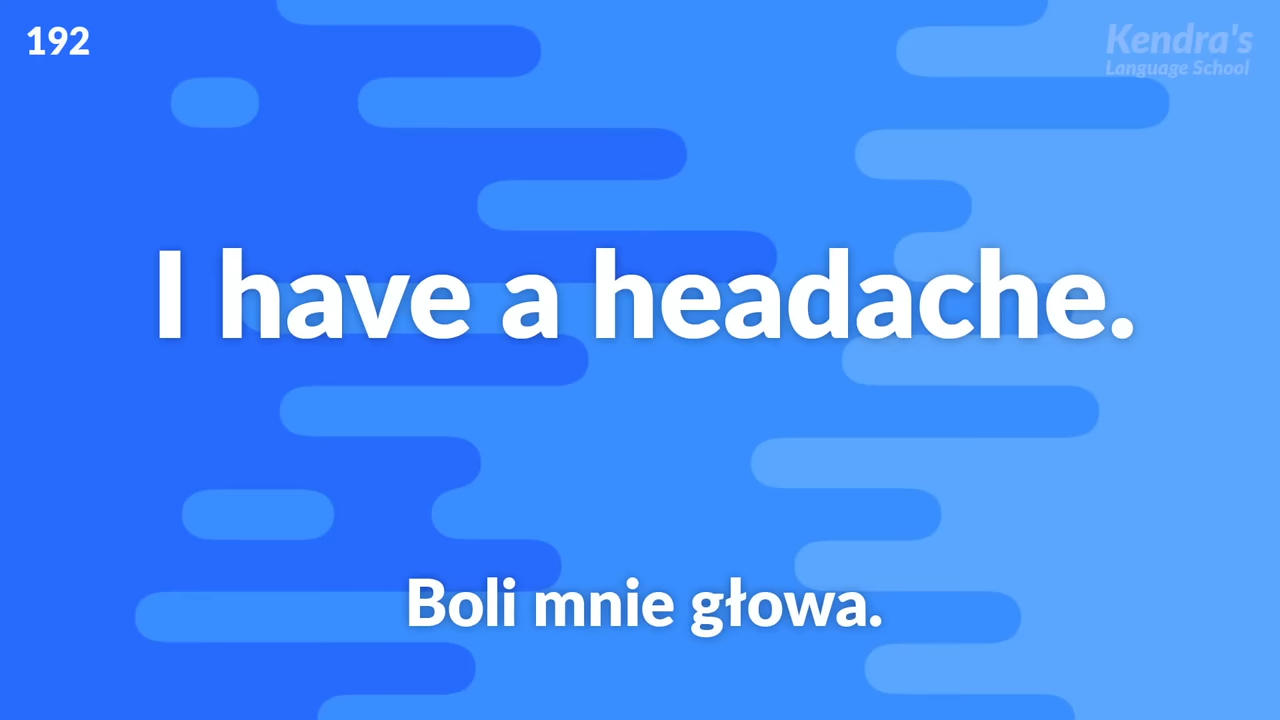 192
Kendra's
Language School
I have a headache.
Boli mnie głowa.